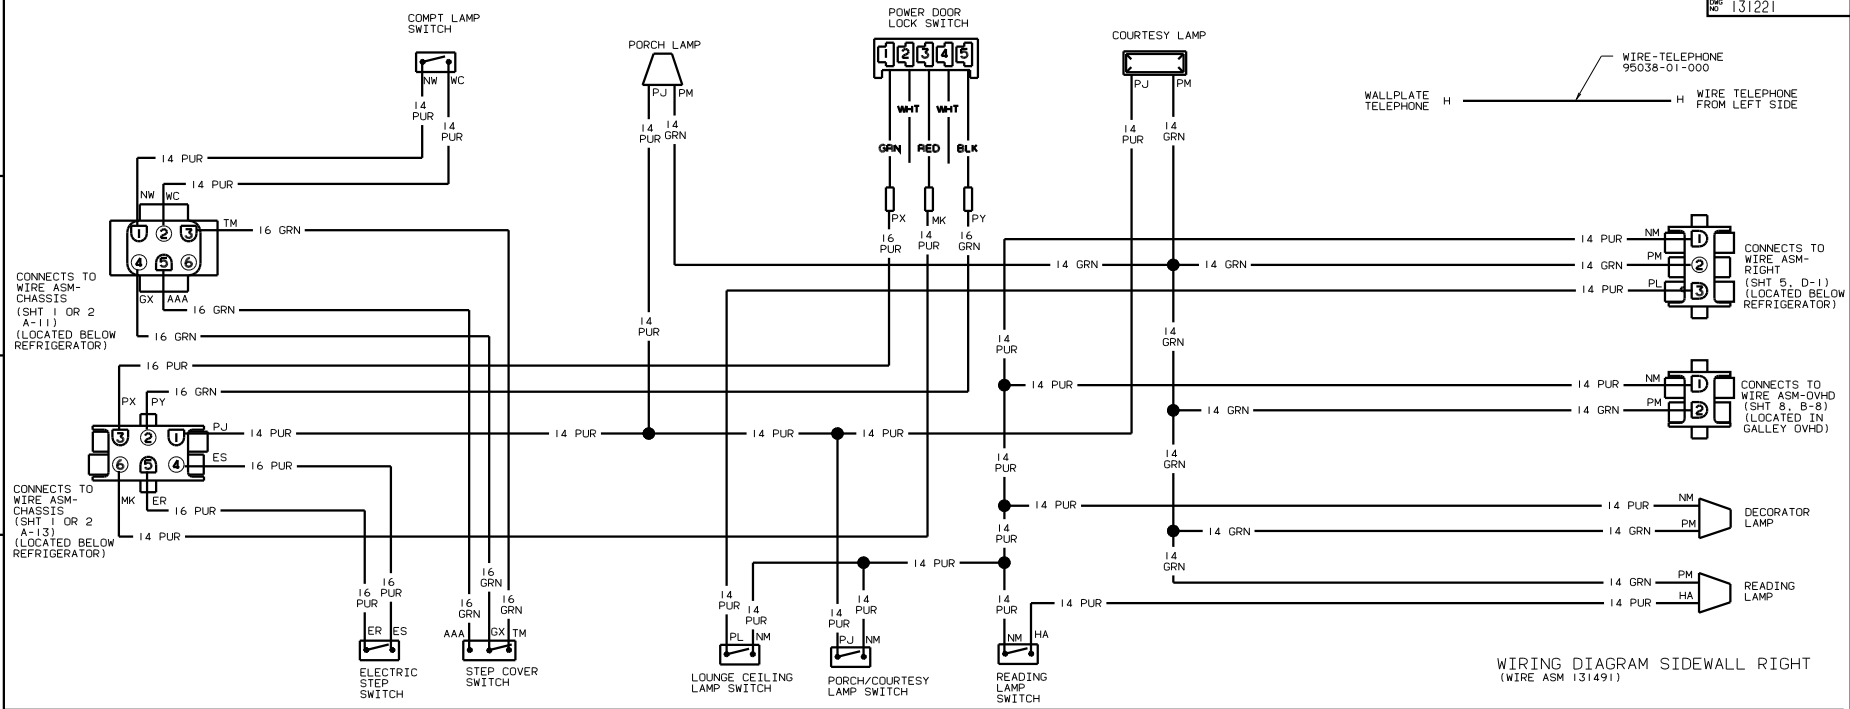 DWG
NO 131221
COMPT LAMP
SWITCH
NW WC
14
PUR
14
PUR
14 PUR
14 PUR
PORCH LAMP
PJ PM
14
PUR
14
GRN
POWER DOOR
LOCK SWITCH
1 2 3 4 5
WHT WHT
GRN RED BLK
PX MK PY
16
PUR
14
PUR
16
GRN
COURTESY LAMP
PJ PM
14
PUR
14
GRN
WIRE-TELEPHONE
95038-01-000
WALLPLATE
TELEPHONE H
H WIRE TELEPHONE
FROM LEFT SIDE
NW WC
TM
1 2 3
4 5 6
GX AAA
16 GRN
16 GRN
16 GRN
CONNECTS TO
WIRE ASM-
CHASSIS
(SHT 1 OR 2
A-11)
(LOCATED BELOW
REFRIGERATOR)
14 GRN 14 GRN 14 GRN
14 PUR
14 PUR
NM
PM
PL
1
2
3
CONNECTS TO
WIRE ASM-
RIGHT
(SHT 5, D-1)
(LOCATED BELOW
REFRIGERATOR)
14
PUR
14
PUR
14
GRN
16 PUR
16 GRN
PX PY
PJ
ES
3 2 1
6 5 4
MK ER
14 PUR 14 PUR 14 PUR 14 PUR
16 PUR
16 PUR
14 PUR
CONNECTS TO
WIRE ASM-
CHASSIS
(SHT 1 OR 2
A-13)
(LOCATED BELOW
REFRIGERATOR)
14 PUR 14 PUR
14 GRN 14 GRN
NM
PM
1
2
CONNECTS TO
WIRE ASM-OVHD
(SHT 8, B-8)
(LOCATED IN
GALLEY OVHD)
14
PUR
14
GRN
14 PUR 14 PUR NM
14 GRN 14 GRN PM
DECORATOR
LAMP
14
PUR
14
GRN
14 PUR
14 GRN PM
14 PUR 14 PUR HA
READING
LAMP
16
PUR
16
PUR
ER ES
ELECTRIC
STEP
SWITCH
16
GRN
16
GRN
16
GRN
AAA GX TM
STEP COVER
SWITCH
14
PUR
14
PUR
PL NM
LOUNGE CEILING
LAMP SWITCH
14
PUR
14
PUR
PJ NM
PORCH/COURTESY
LAMP SWITCH
14
PUR
NM HA
READING
LAMP
SWITCH
WIRING DIAGRAM SIDEWALL RIGHT
(WIRE ASM 131491)